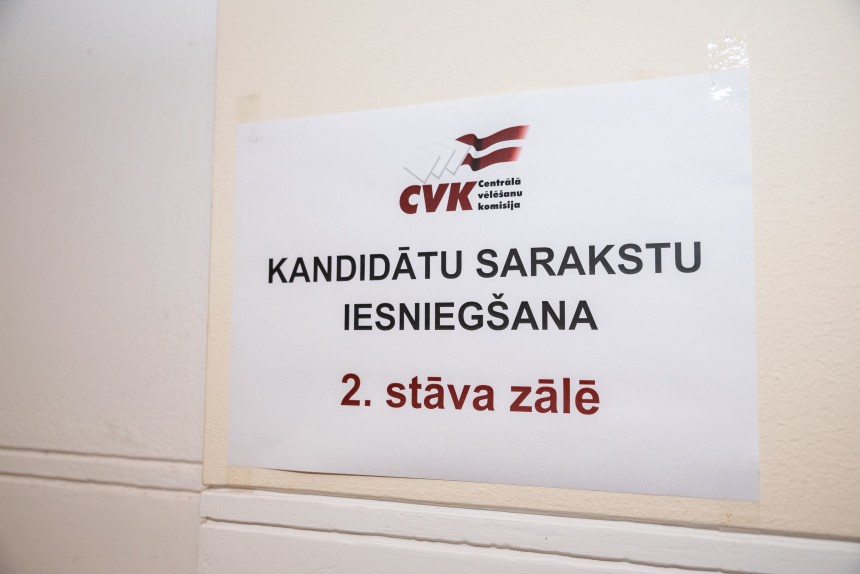 CVK Centrālā
vēlēšanu
komisija
KANDIDĀTU SARAKSTU
IESNIEGŠANA
2. stāva zālē